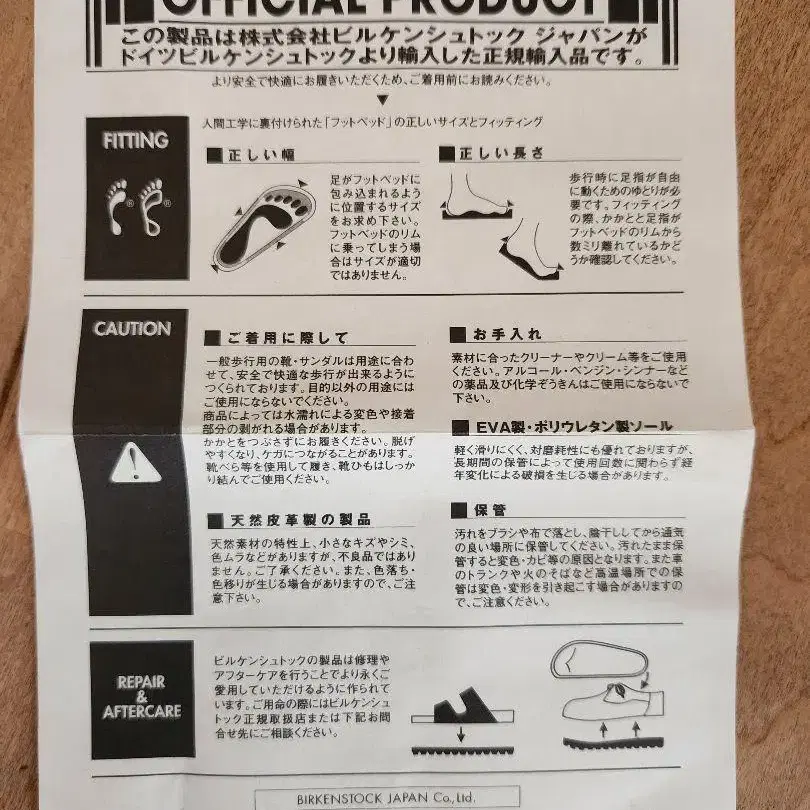 OFFICIAL PRODUCT
この製品は株式会社ビルケンシュトック ジャパンが
ドイツビルケンシュトックより輸入した正規輸入品です。
より安全で快適にお履きいただくため、ご着用前にお読みください。
▼
FITTING
人間工学に裏付けられた「フットベッド」の正しいサイズとフィッティング
■ 正しい幅
足がフットベッドに
包み込まれるよう
に位置するサイズ
をお求め下さい。
フットベッドのリム
に乗ってしまう場
合はサイズが適切
ではありません。
■ 正しい長さ
歩行時に足指が自由
に動くためのゆとりが必
要です。フィッティング
の際、かかとと足指が
フットベッドのリムから
数ミリ離れているかど
うか確認してください。
® ®
CAUTION
■ ご着用に際して
一般歩行用の靴・サンダルは用途に合わ
せて、安全で快適な歩行が出来るように
つくられております。目的以外の用途には
ご使用にならないでください。
商品によっては水濡れによる変色や接着
部分の剥がれる場合があります。
かかとをつぶさずにお履きください。脱げ
やすくなり、ケガにつながることがあります。
靴べら等を使用して履き、靴ひもはしっか
り結んでご使用ください。
■ 天然皮革製の製品
天然素材の特性上、小さなキズやシミ、
色ムラなどがありますが、不良品ではあり
ません。ご了承ください。また、色落ち・
色移りが生じる場合がありますので、ご注
意下さい。
■ お手入れ
素材に合ったクリーナーやクリーム等をご使用
ください。アルコール・ベンジン・シンナーなど
の薬品及び化学ぞうきんはご使用にならないで
下さい。
■ EVA製・ポリウレタン製ソール
軽く滑りにくく、対磨耗性にも優れておりますが、
長期間の保管によって使用回数に関わらず経
年変化による破損を生じる場合があります。
■ 保管
汚れをブラシや布で落とし、陰干ししてから通気
の良い場所に保管してください。汚れたまま保
管すると変色・カビ等の原因となります。また車
のトランクや火のそばなど高温場所での保
管は変色・変形を引き起こす場合がありますの
で、ご注意ください。
REPAIR
&
AFTERCARE
ビルケンシュトックの製品は修理や
アフターケアを行うことでより永くご
愛用していただけるように作られて
います。ご用命の際にはビルケンシュ
トック正規取扱店または下記お問
合せ先にご相談ください。
BIRKENSTOCK JAPAN Co,Ltd.